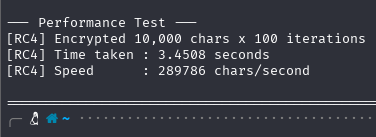 ── Performance Test ──
[RC4] Encrypted 10,000 chars x 100 iterations
[RC4] Time taken : 3.4508 seconds
[RC4] Speed      : 289786 chars/second
~